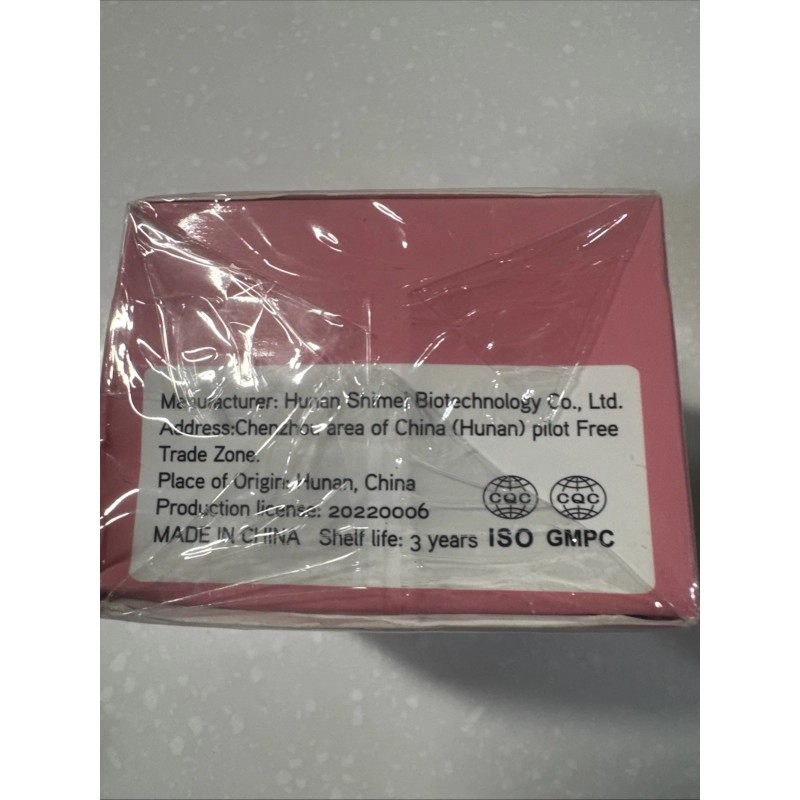 Manufacturer: Hunan Shimei Biotechnology Co., Ltd.
Address:Chenzhou area of China (Hunan) pilot Free
Trade Zone.
Place of Origin: Hunan, China
Production license: 20220006
MADE IN CHINA Shelf life: 3 years ISO GMPC
CQC CQC